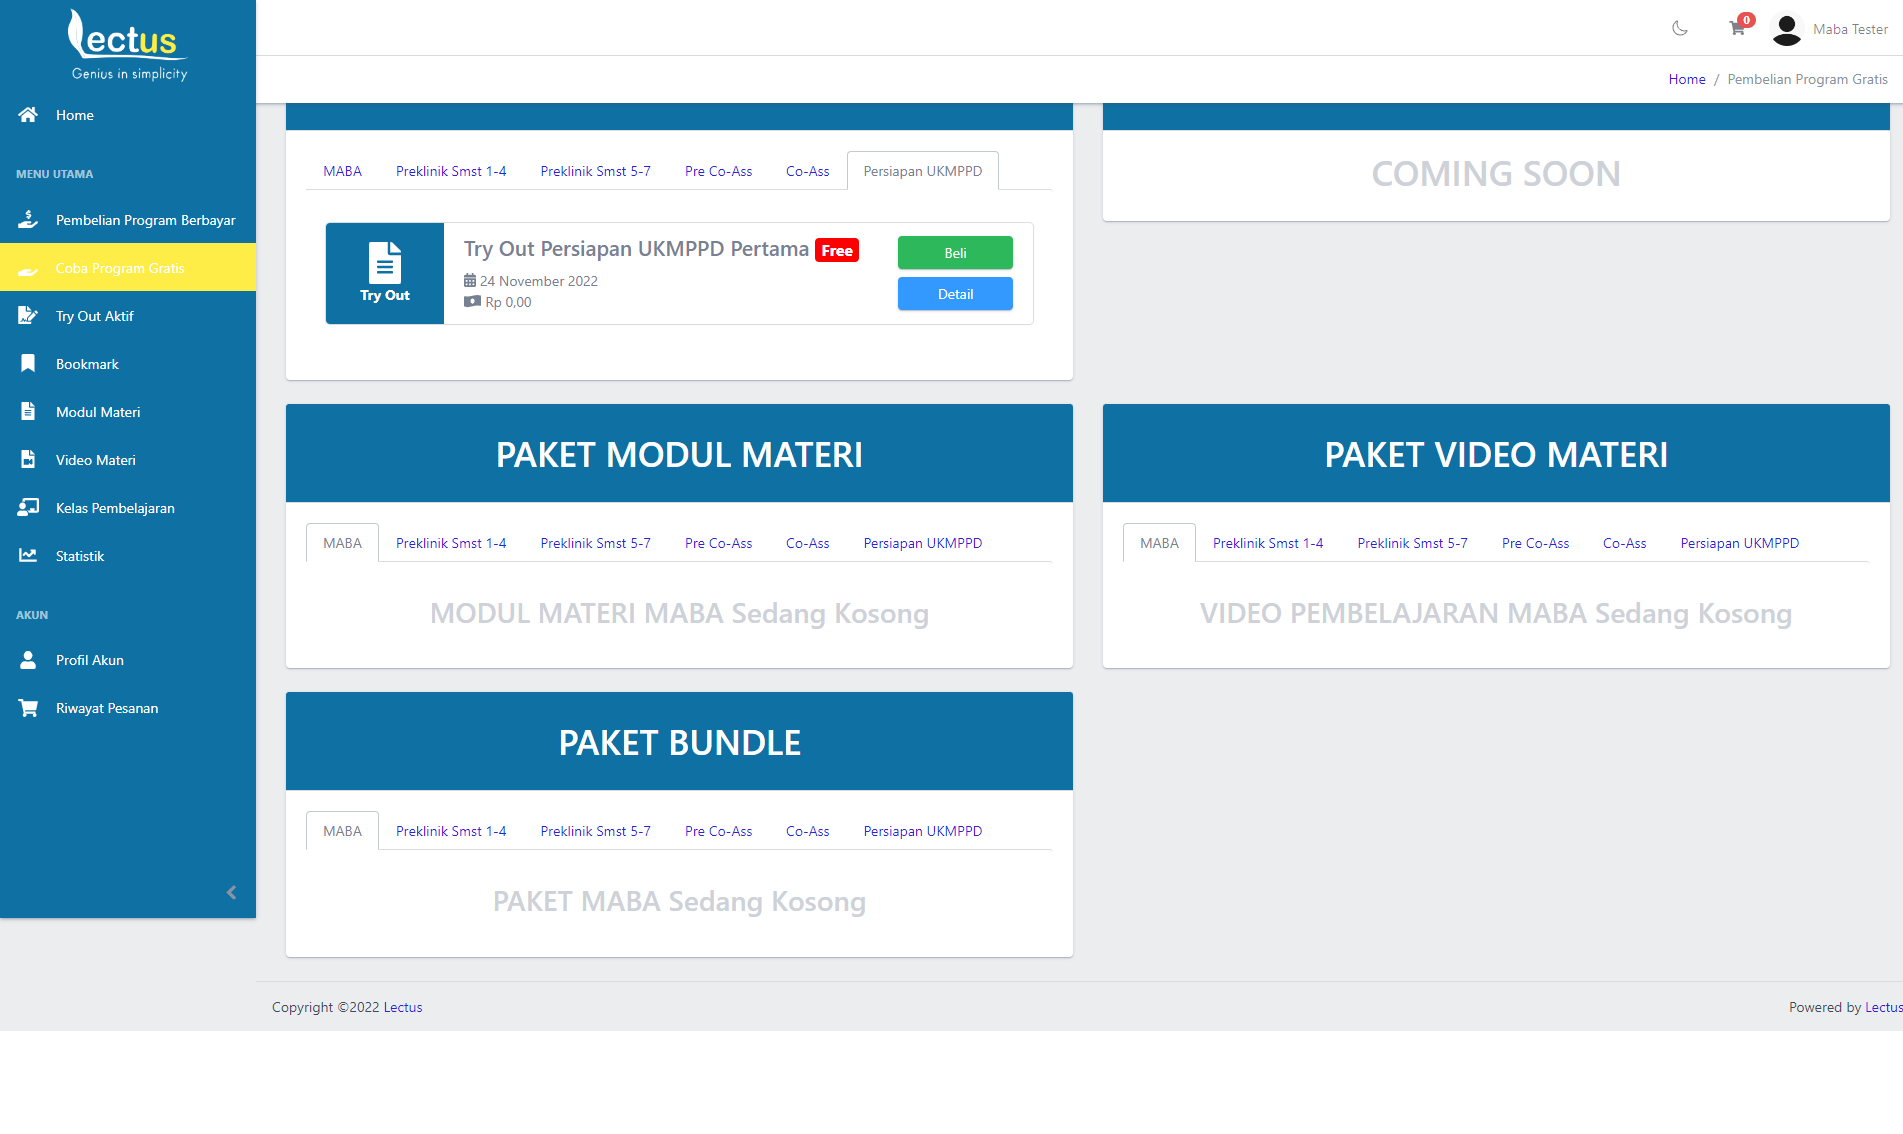 Lectus
Genius in simplicity
0
Maba Tester
Home / Pembelian Program Gratis
Home
MENU UTAMA
Pembelian Program Berbayar
Coba Program Gratis
Try Out Aktif
Bookmark
Modul Materi
Video Materi
Kelas Pembelajaran
Statistik
AKUN
Profil Akun
Riwayat Pesanan
MABA Preklinik Smst 1-4 Preklinik Smst 5-7 Pre Co-Ass Co-Ass Persiapan UKMPPD
Try Out
Try Out Persiapan UKMPPD Pertama Free
24 November 2022
Rp 0,00
Beli
Detail
COMING SOON
PAKET MODUL MATERI
MABA Preklinik Smst 1-4 Preklinik Smst 5-7 Pre Co-Ass Co-Ass Persiapan UKMPPD
MODUL MATERI MABA Sedang Kosong
PAKET VIDEO MATERI
MABA Preklinik Smst 1-4 Preklinik Smst 5-7 Pre Co-Ass Co-Ass Persiapan UKMPPD
VIDEO PEMBELAJARAN MABA Sedang Kosong
PAKET BUNDLE
MABA Preklinik Smst 1-4 Preklinik Smst 5-7 Pre Co-Ass Co-Ass Persiapan UKMPPD
PAKET MABA Sedang Kosong
Copyright ©2022 Lectus
Powered by Lectus